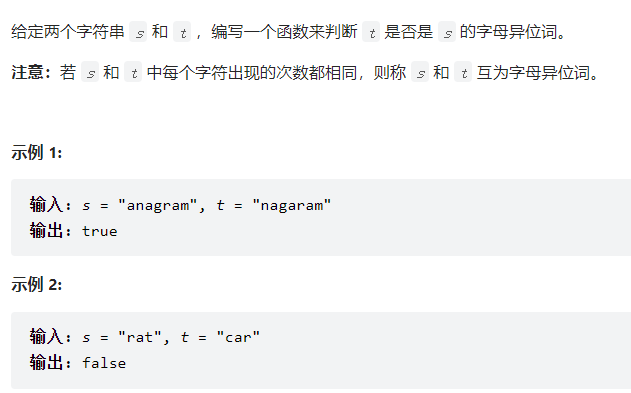 给定两个字符串 s 和 t ，编写一个函数来判断 t 是否是 s 的字母异位词。
注意：若 s 和 t 中每个字符出现的次数都相同，则称 s 和 t 互为字母异位词。
示例 1:
输入: s = "anagram", t = "nagaram"
输出: true
示例 2:
输入: s = "rat", t = "car"
输出: false